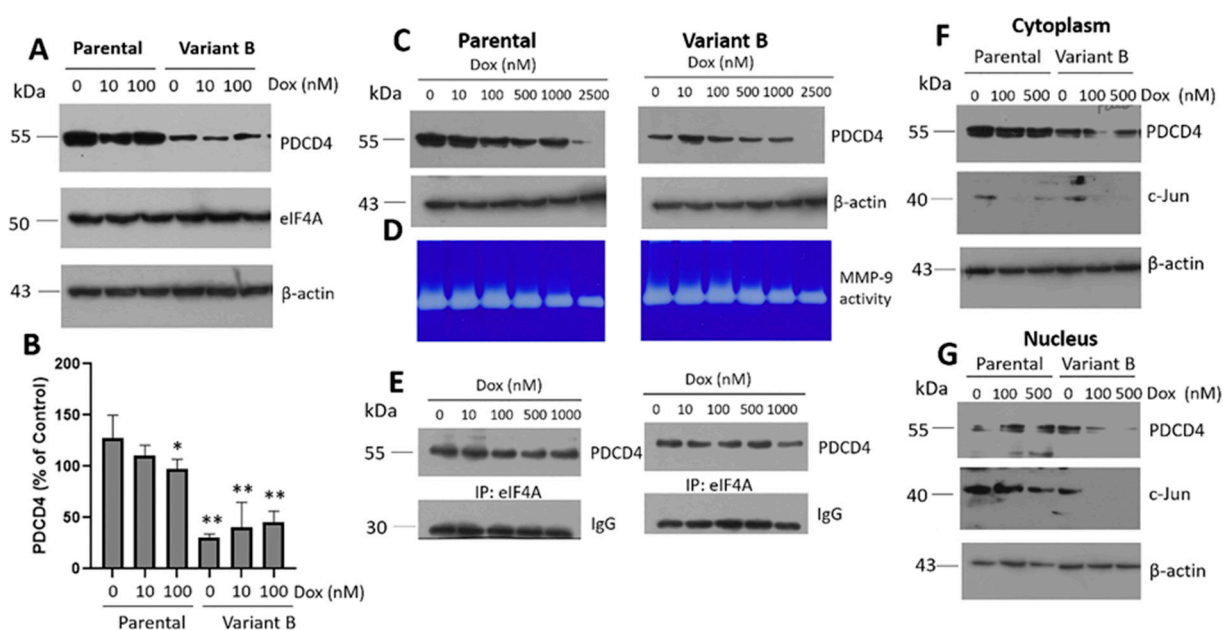 A
Parental Variant B
0 10 100 0 10 100 Dox (nM)
kDa
55 PDCD4
50 eIF4A
43 β-actin
B
200
150
100
50
0
PDCD4 (% of Control)
* ** ** **
0 10 100 0 10 100 Dox (nM)
Parental Variant B
C
Parental Variant B
Dox (nM) Dox (nM)
kDa
0 10 100 500 1000 2500 0 10 100 500 1000 2500
55 PDCD4
43 β-actin
D
MMP-9
activity
E
Dox (nM) Dox (nM)
kDa
0 10 100 500 1000 0 10 100 500 1000
55 PDCD4 PDCD4
IP: eIF4A IP: eIF4A
30 IgG IgG
F
Cytoplasm
Parental Variant B
kDa
0 100 500 0 100 500 Dox (nM)
55 PDCD4
40 c-Jun
43 β-actin
G
Nucleus
Parental Variant B
kDa
0 100 500 0 100 500 Dox (nM)
55 PDCD4
40 c-Jun
43 β-actin